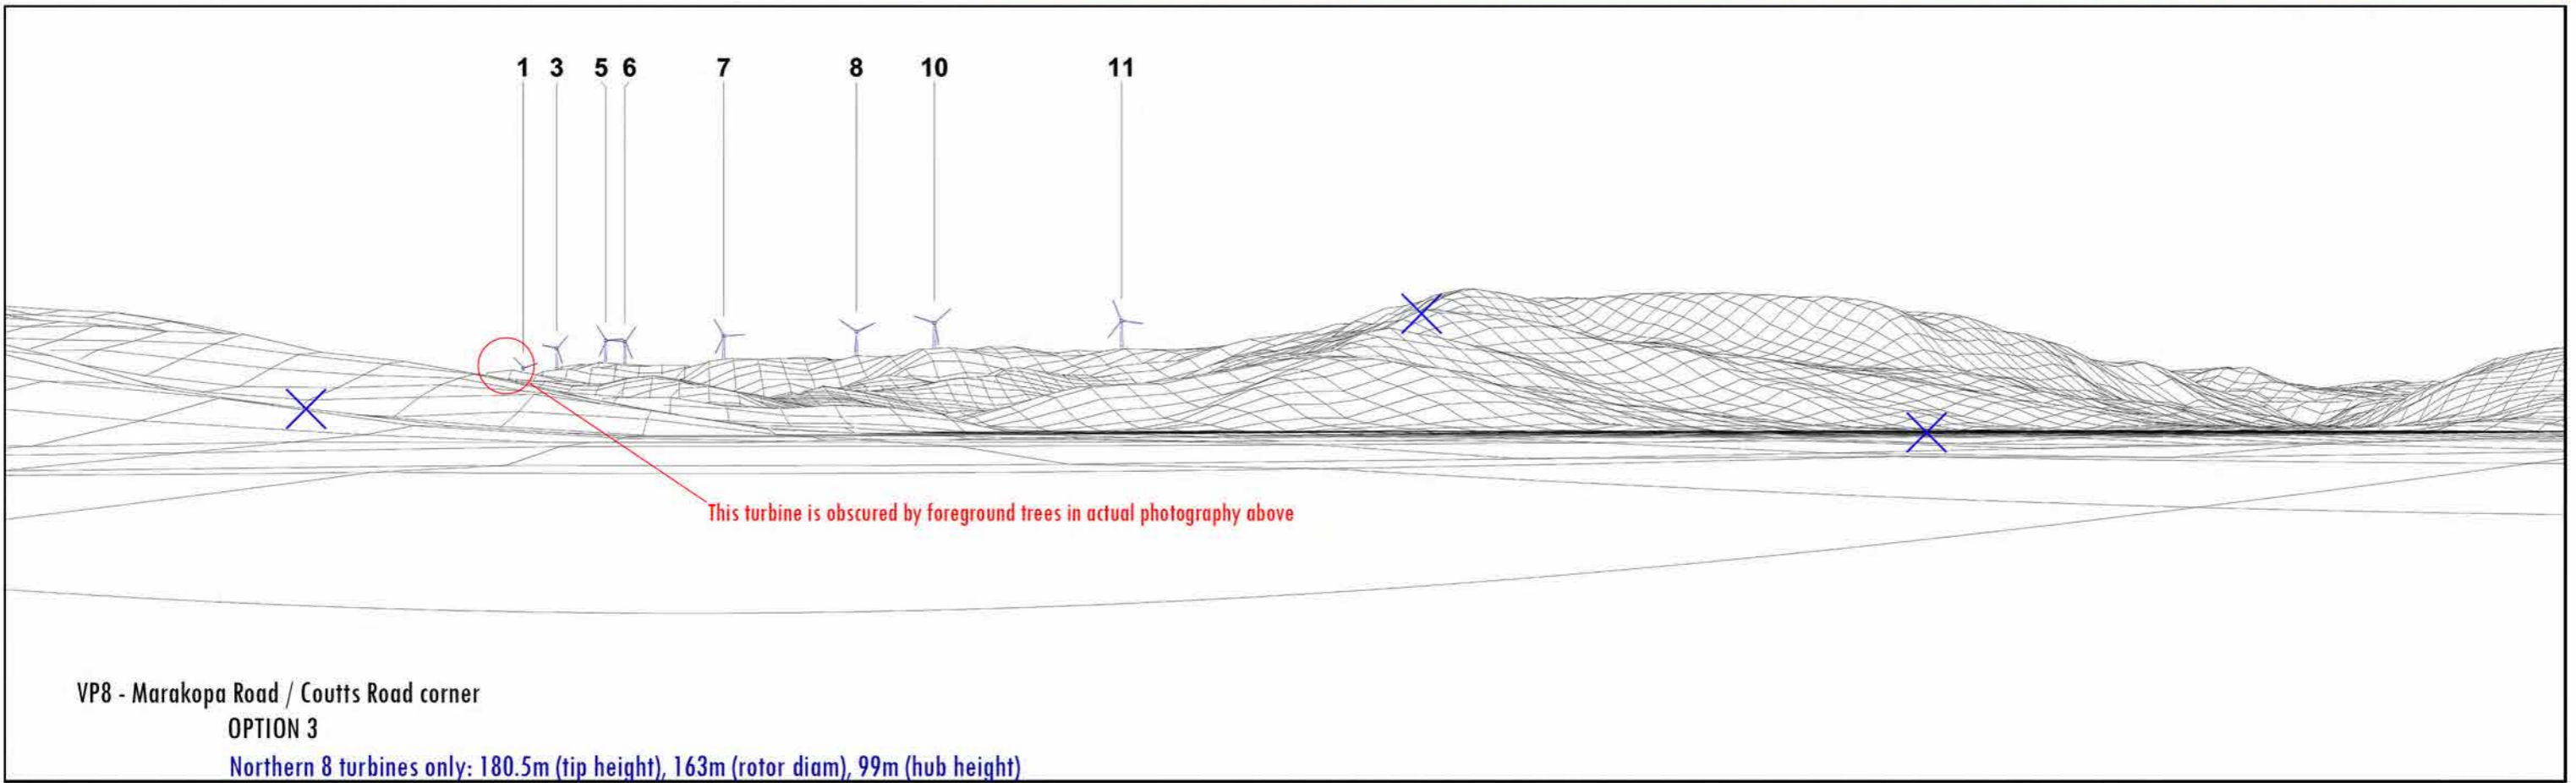 1 3 5 6 7 8 10 11
This turbine is obscured by foreground trees in actual photography above
VP8 - Marakopa Road / Coutts Road corner
OPTION 3
Northern 8 turbines only: 180.5m (tip height), 163m (rotor diam), 99m (hub height)